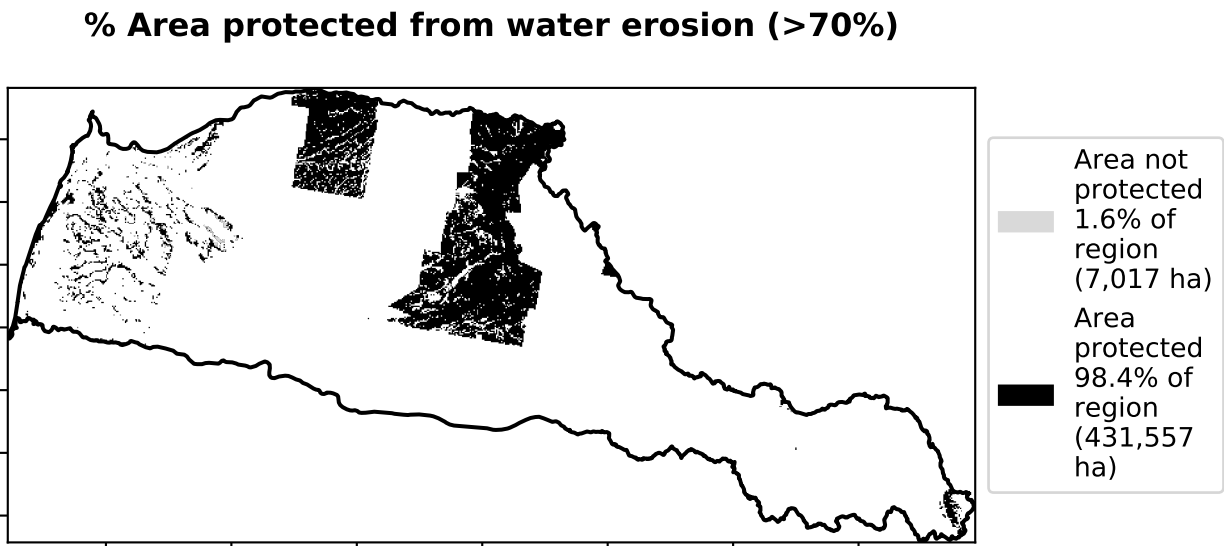 % Area protected from water erosion (>70%)
Area not
protected
1.6% of
region
(7,017 ha)
Area
protected
98.4% of
region
(431,557
ha)